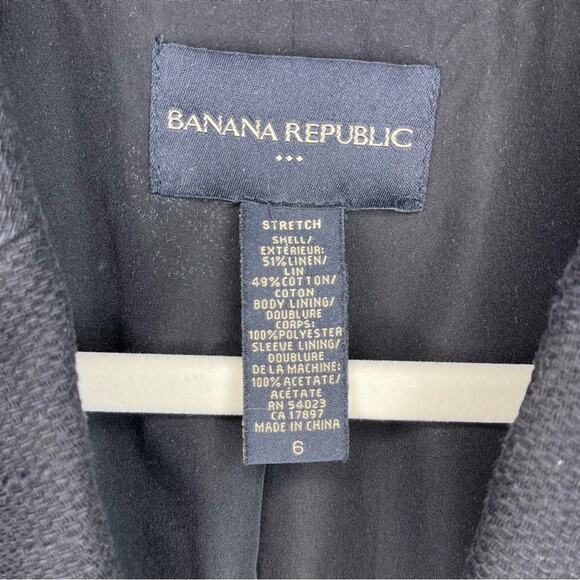 BANANA REPUBLIC
STRETCH
SHELL/
EXTÉRIEUR:
51%LINEN/
LIN
49%COTTON/
COTON
BODY LINING/
DOUBLURE
CORPS:
100%POLYESTER
SLEEVE LINING/
DOUBLURE
DE LA MACHINE:
100%ACETATE/
ACÉTATE
RN 54023
CA 17897
MADE IN CHINA
6